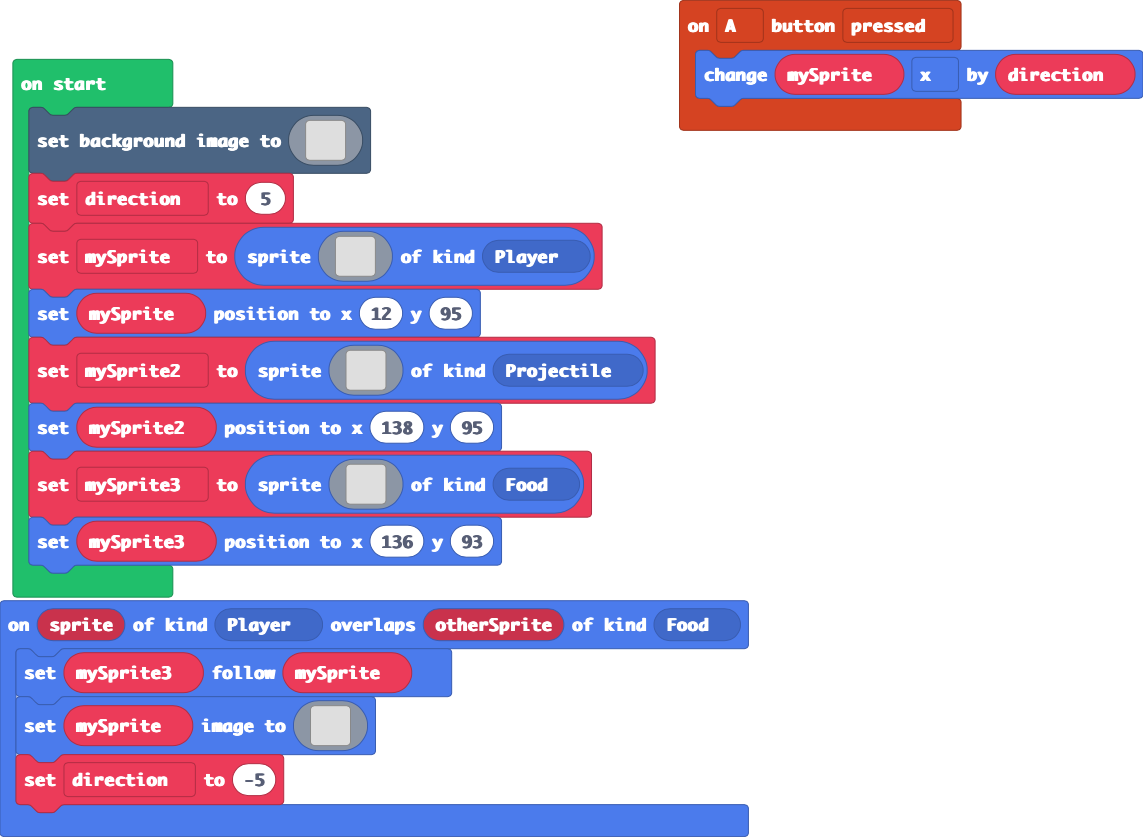 on start
set background image to
set direction to 5
set mySprite to sprite of kind Player
set mySprite position to x 12 y 95
set mySprite2 to sprite of kind Projectile
set mySprite2 position to x 138 y 95
set mySprite3 to sprite of kind Food
set mySprite3 position to x 136 y 93
on A button pressed
change mySprite x by direction
on sprite of kind Player overlaps otherSprite of kind Food
set mySprite3 follow mySprite
set mySprite image to
set direction to -5